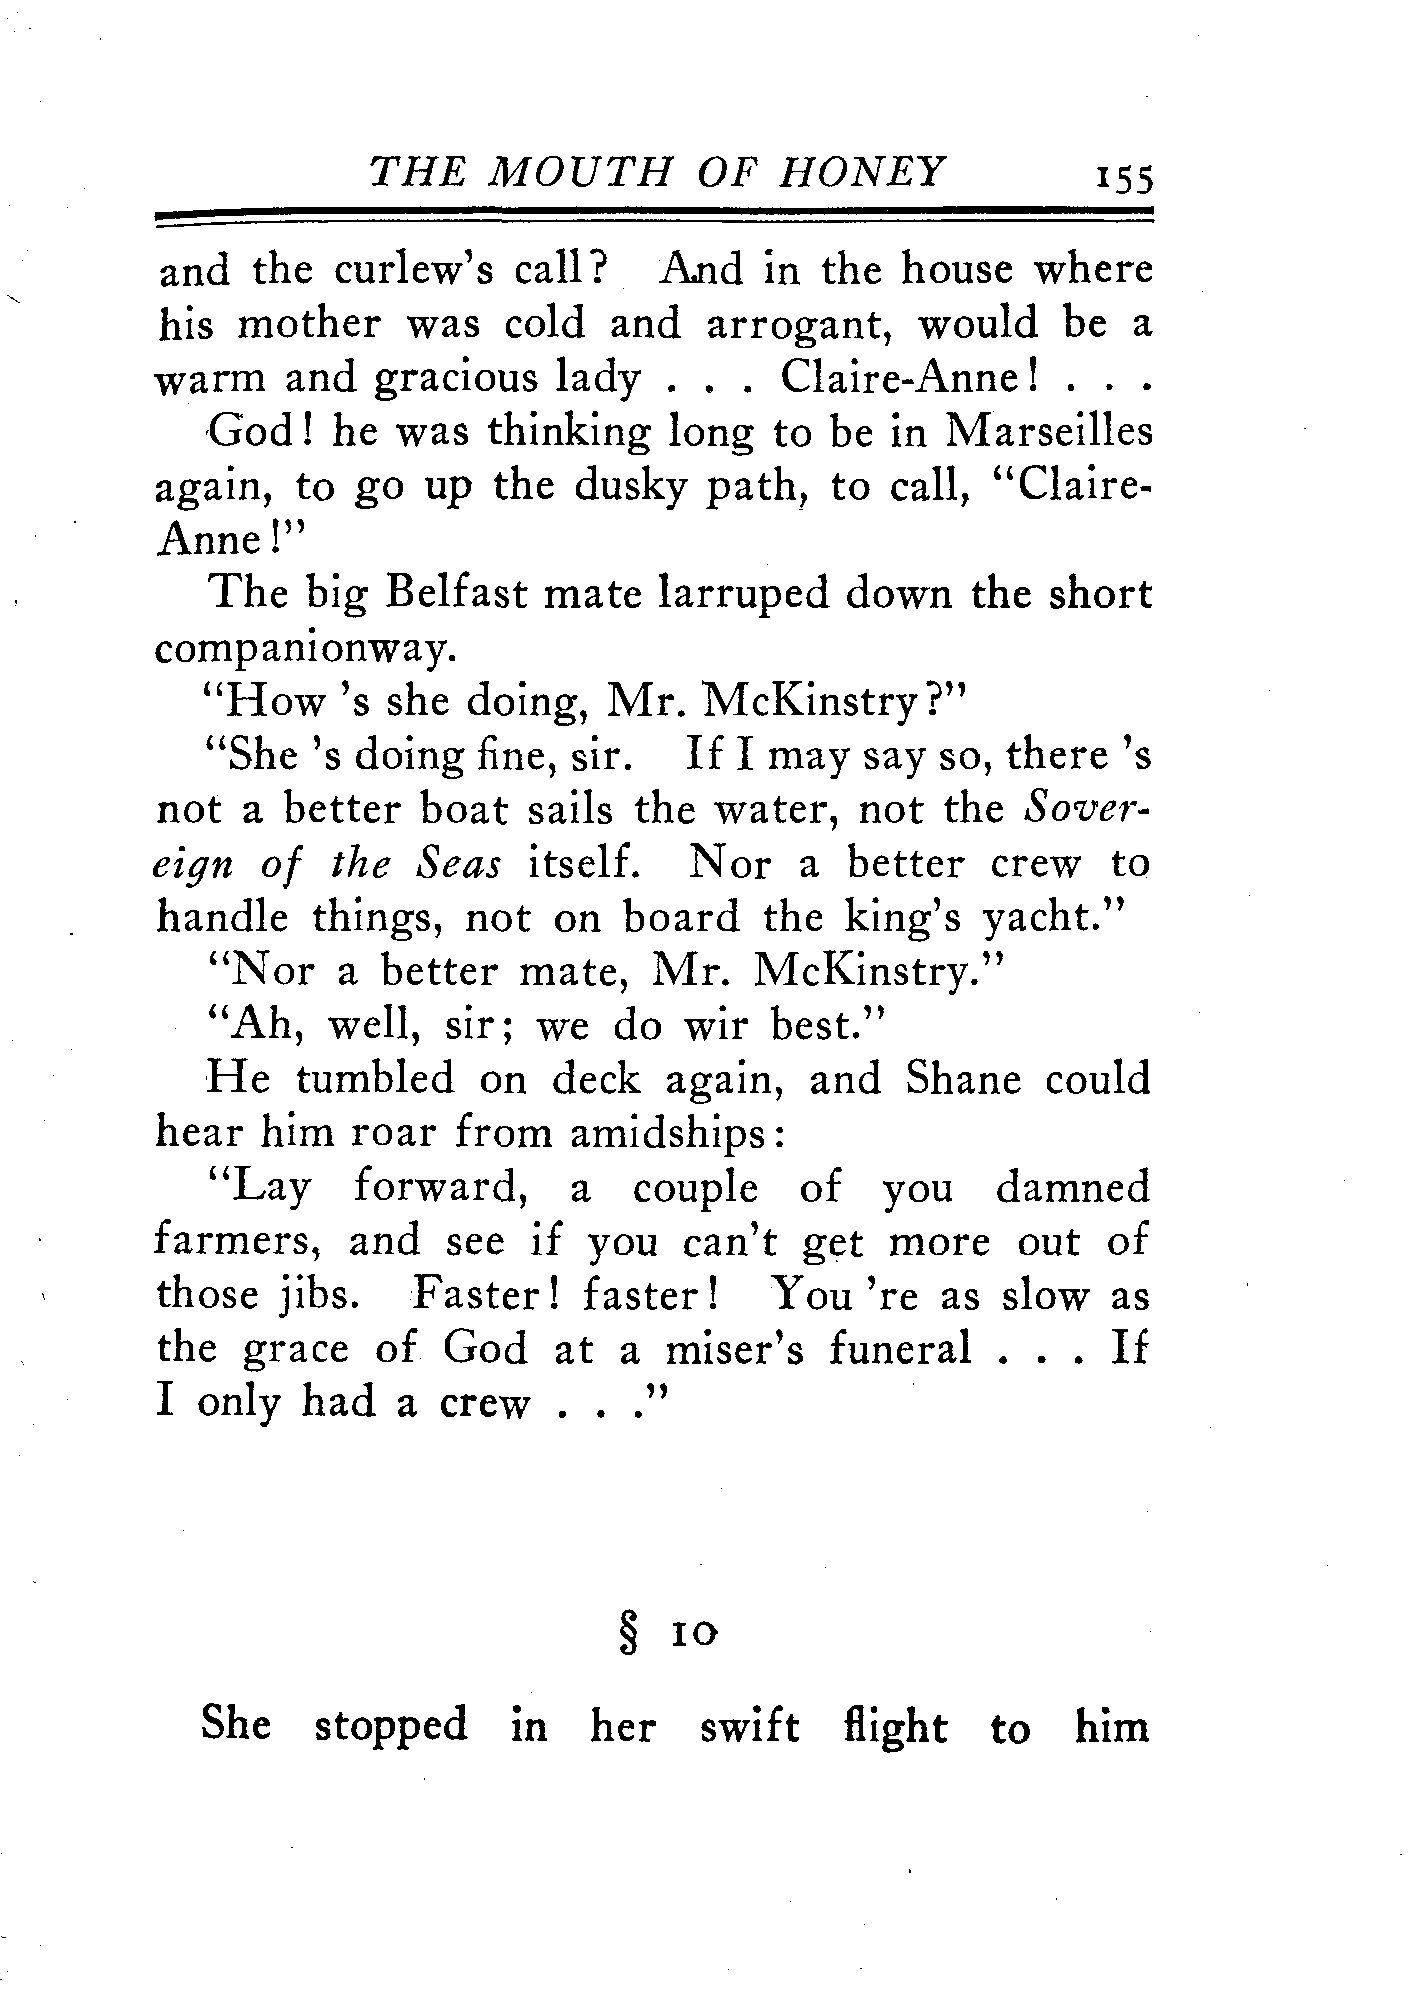 THE MOUTH OF HONEY 155
and the curlew's call? And in the house where
his mother was cold and arrogant, would be a
warm and gracious lady . . . Claire-Anne! . . .
God! he was thinking long to be in Marseilles
again, to go up the dusky path, to call, "Claire-
Anne!"
The big Belfast mate larruped down the short
companionway.
"How 's she doing, Mr. McKinstry?"
"She 's doing fine, sir. If I may say so, there 's
not a better boat sails the water, not the Sover-
eign of the Seas itself. Nor a better crew to
handle things, not on board the king's yacht."
"Nor a better mate, Mr. McKinstry."
"Ah, well, sir; we do wir best."
He tumbled on deck again, and Shane could
hear him roar from amidships:
"Lay forward, a couple of you damned
farmers, and see if you can't get more out of
those jibs. Faster! faster! You 're as slow as
the grace of God at a miser's funeral . . . If
I only had a crew . . ."
§ 10
She stopped in her swift flight to him